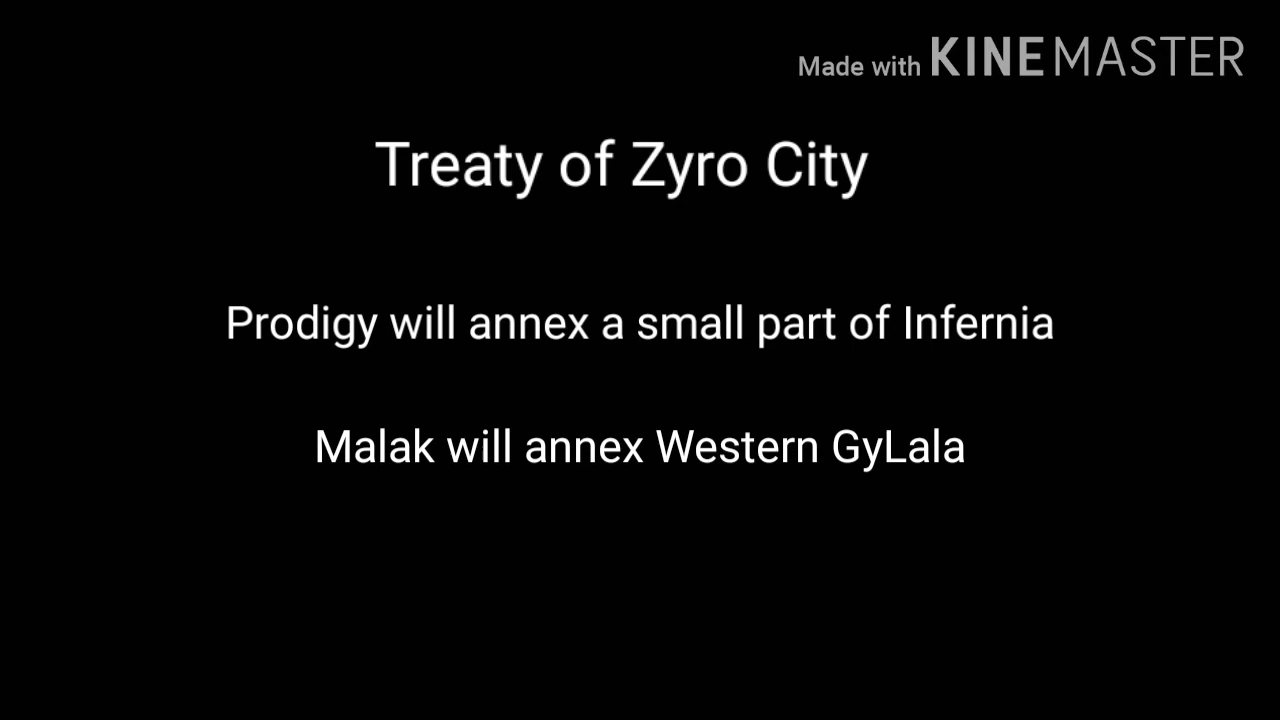 Made with KINEMASTER
Treaty of Zyro City
Prodigy will annex a small part of Infernia
Malak will annex Western GyLala